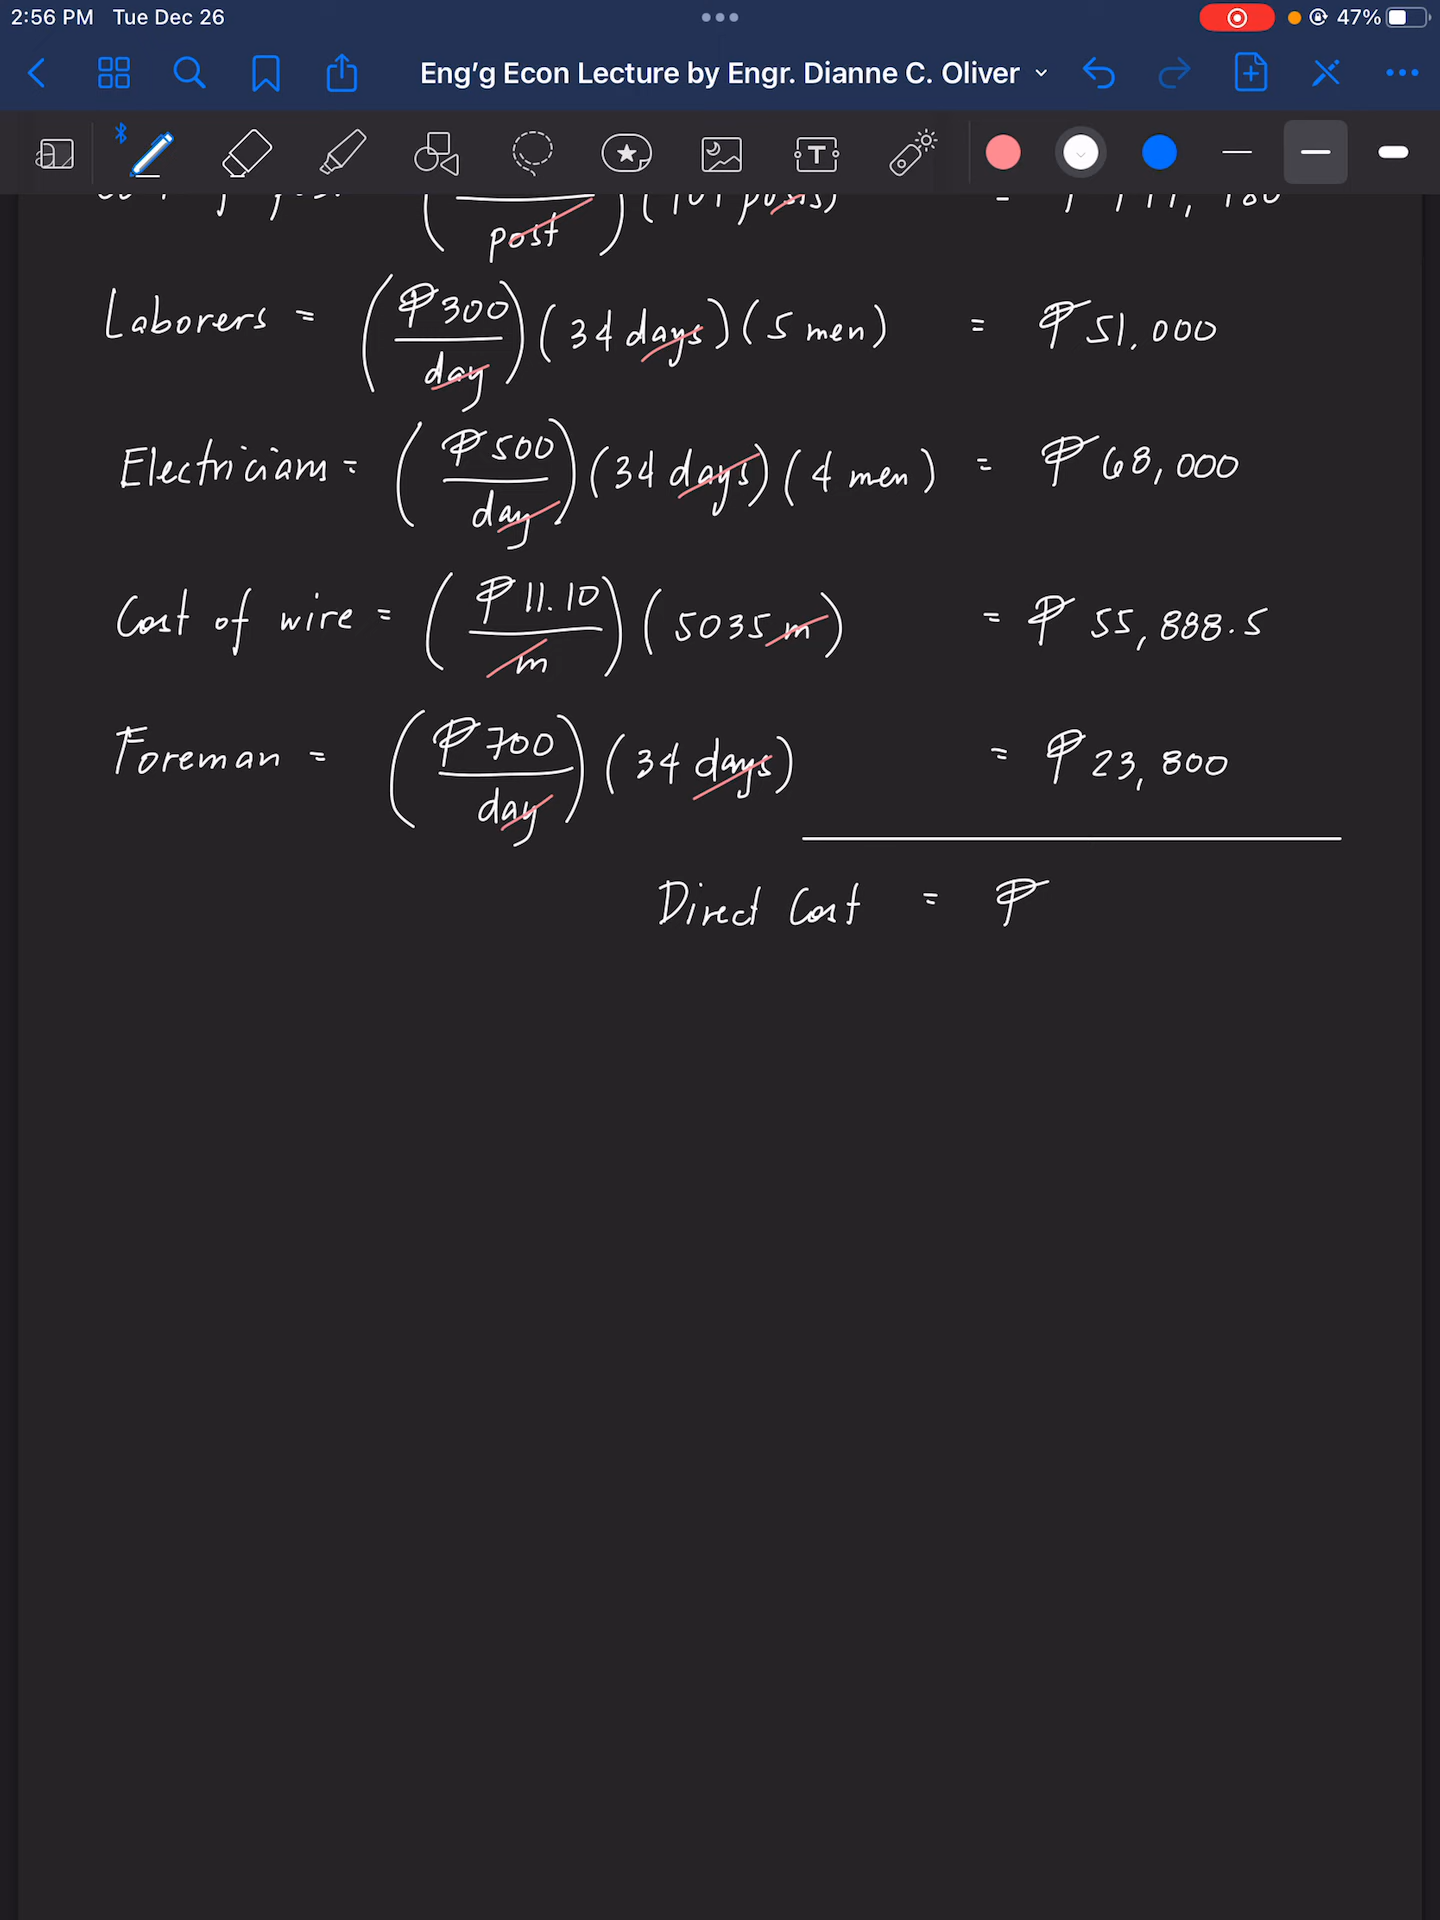 2:56 PM Tue Dec 26 47%
Eng'g Econ Lecture by Engr. Dianne C. Oliver
post
Laborers = (₱300/day)(34 days)(5 men) = ₱51,000
Electricians = (₱500/day)(34 days)(4 men) = ₱68,000
Cost of wire = (₱11.10/m)(5035 m) = ₱55,888.5
Foreman = (₱700/day)(34 days) = ₱23,800
Direct Cost = ₱